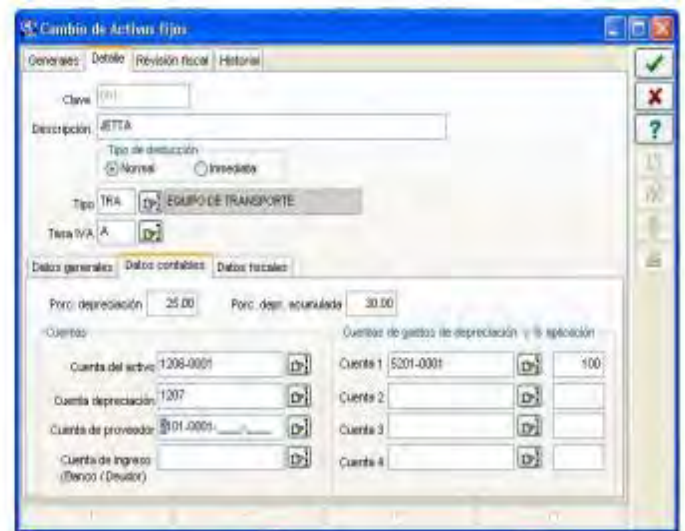 Cambio de Activos fijos
Generales Detalle Revisión fiscal Historial
Clave 001
Descripción JETTA
Tipo de deducción
Normal Inmediata
Tipo TRA EQUIPO DE TRANSPORTE
Tasa IVA A
Datos generales Datos contables Datos fiscales
Porc. depreciación 25.00 Porc. depr. acumulada 30.00
Cuentas Cuentas de gastos de depreciación y % aplicación
Cuenta del activo 1206-0001 Cuenta 1 5201-0001 100
Cuenta depreciación 1207 Cuenta 2
Cuenta de proveedor 2101-0001-____-____ Cuenta 3
Cuenta de ingreso Cuenta 4
(Banco / Deudor)